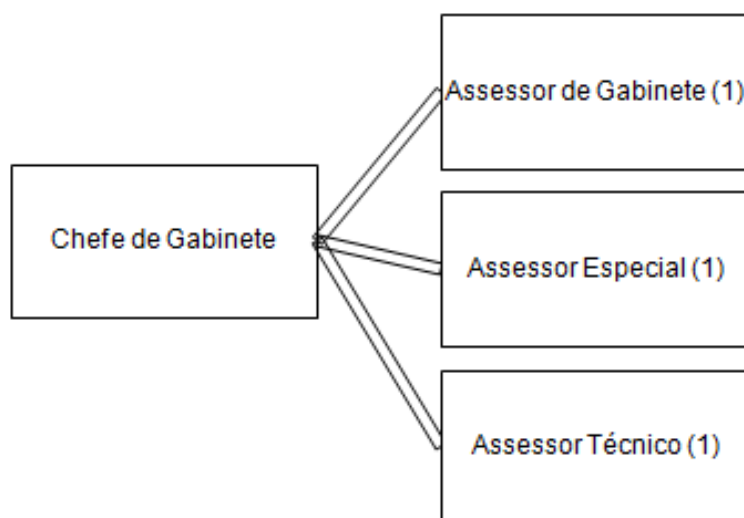 Assessor de Gabinete (1)
Chefe de Gabinete
Assessor Especial (1)
Assessor Técnico (1)